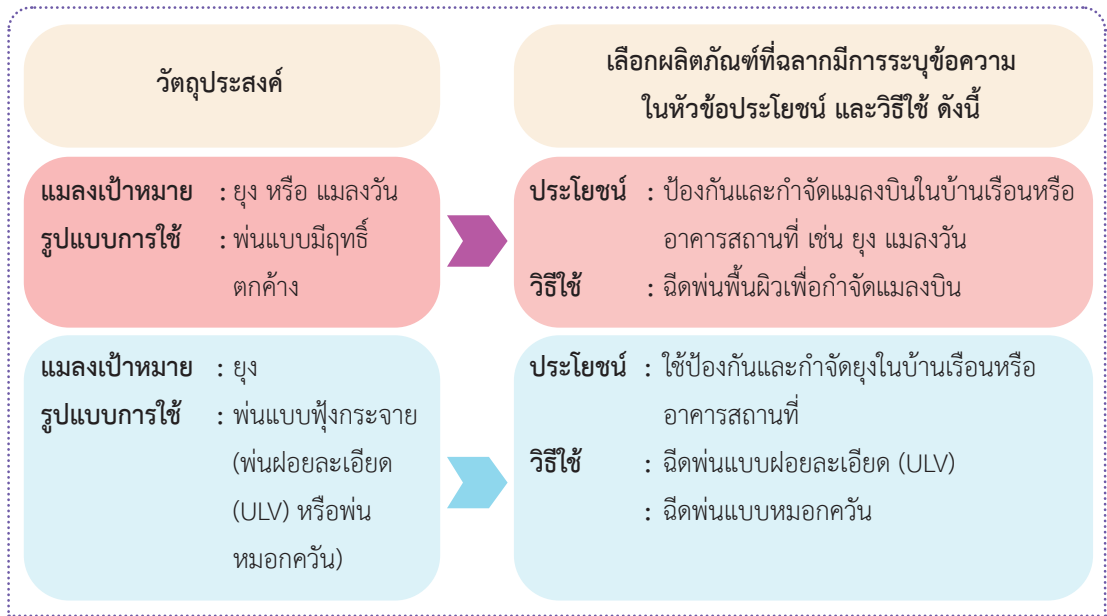 วัตถุประสงค์
เลือกผลิตภัณฑ์ที่ฉลากมีการระบุข้อความ
ในหัวข้อประโยชน์ และวิธีใช้ ดังนี้
แมลงเป้าหมาย : ยุง หรือ แมลงวัน
รูปแบบการใช้ : พ่นแบบมีฤทธิ์
ตกค้าง
ประโยชน์ : ป้องกันและกำจัดแมลงบินในบ้านเรือนหรือ
อาคารสถานที่ เช่น ยุง แมลงวัน
วิธีใช้ : ฉีดพ่นพื้นผิวเพื่อกำจัดแมลงบิน
แมลงเป้าหมาย : ยุง
รูปแบบการใช้ : พ่นแบบฟุ้งกระจาย
(พ่นฝอยละเอียด
(ULV) หรือพ่น
หมอกควัน)
ประโยชน์ : ใช้ป้องกันและกำจัดยุงในบ้านเรือนหรือ
อาคารสถานที่
วิธีใช้ : ฉีดพ่นแบบฝอยละเอียด (ULV)
: ฉีดพ่นแบบหมอกควัน